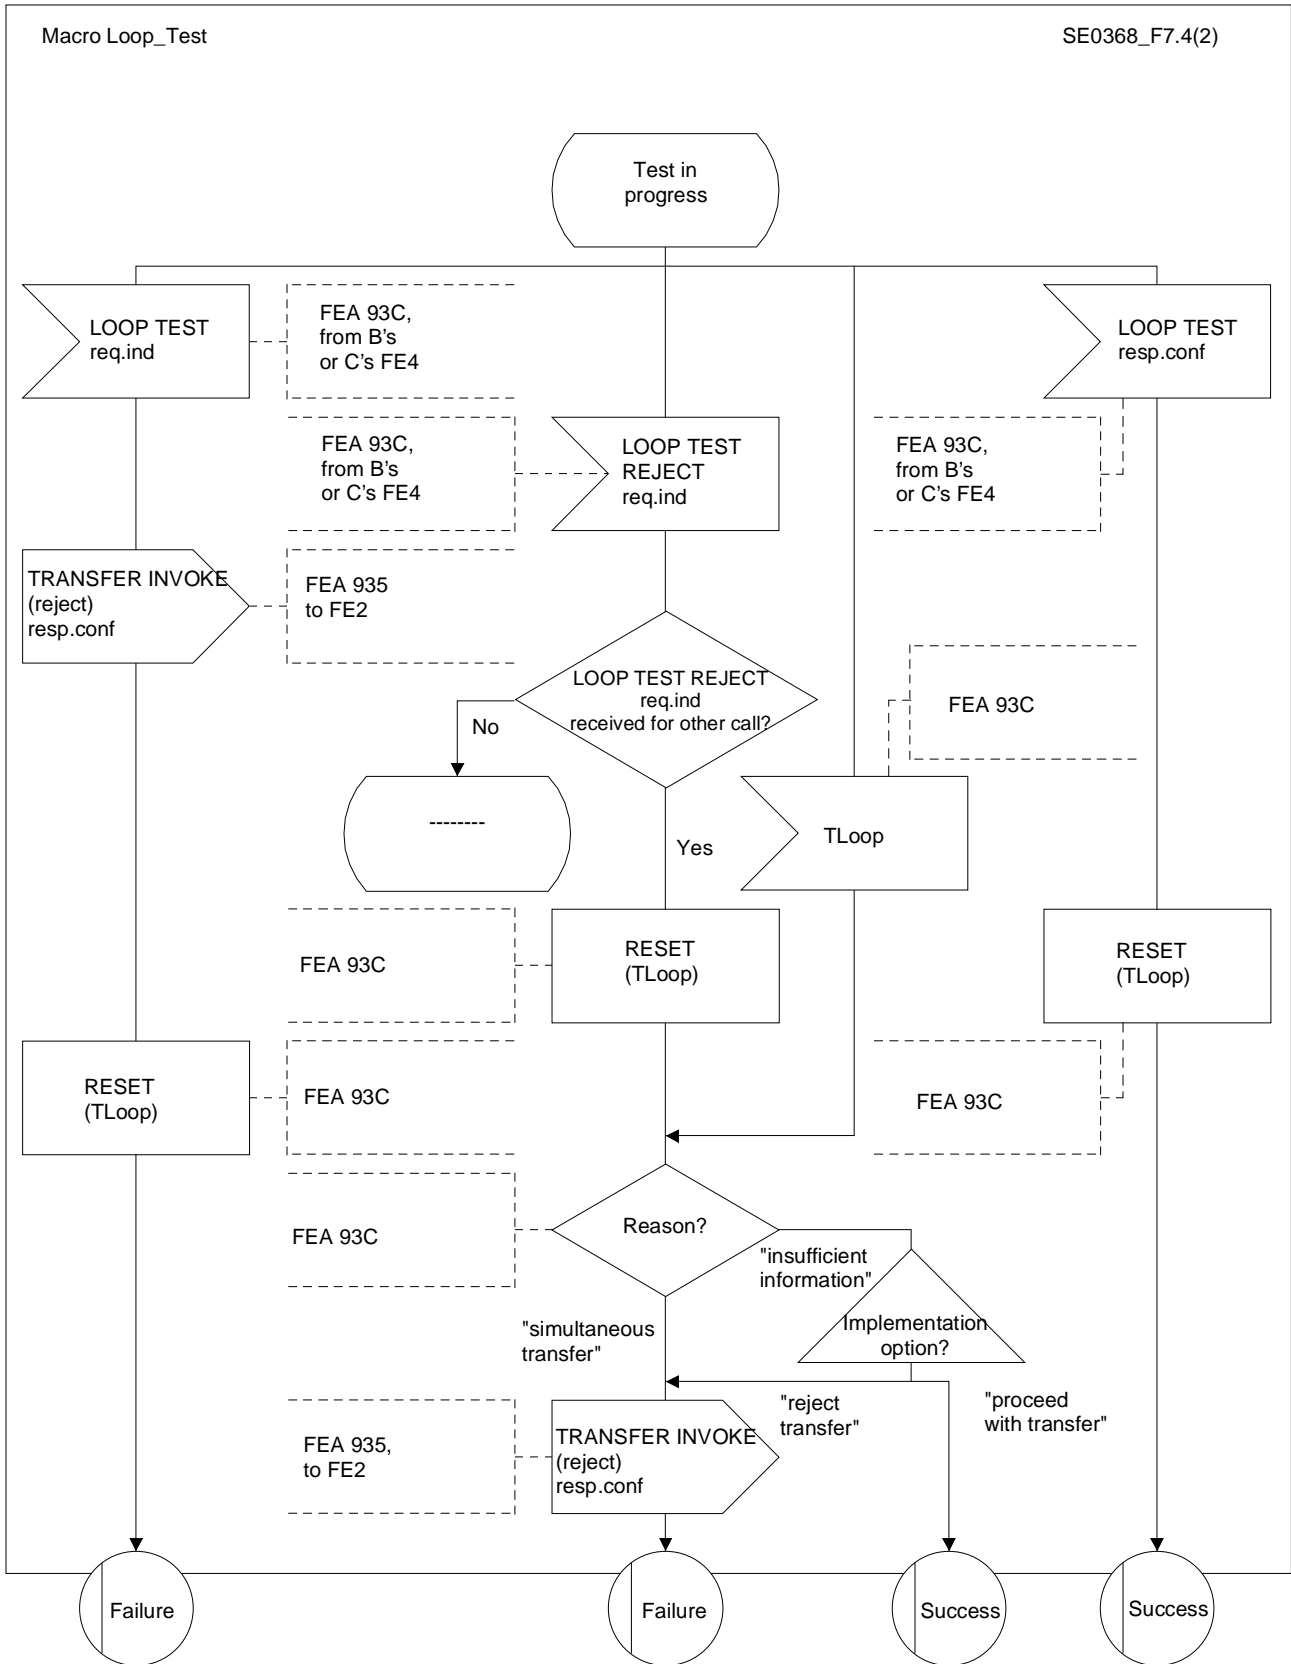 Macro Loop_Test
SE0368_F7.4(2)
Test in
progress
LOOP TEST
req.ind
FEA 93C,
from B's
or C's FE4
LOOP TEST
resp.conf
FEA 93C,
from B's
or C's FE4
LOOP TEST
REJECT
req.ind
FEA 93C,
from B's
or C's FE4
TRANSFER INVOKE
(reject)
resp.conf
FEA 935
to FE2
LOOP TEST REJECT
req.ind
received for other call?
FEA 93C
No
--------
Yes
TLoop
FEA 93C
RESET
(TLoop)
RESET
(TLoop)
RESET
(TLoop)
FEA 93C
FEA 93C
FEA 93C
Reason?
"insufficient
information"
"simultaneous
transfer"
Implementation
option?
"reject
transfer"
"proceed
with transfer"
FEA 935,
to FE2
TRANSFER INVOKE
(reject)
resp.conf
Failure
Failure
Success
Success